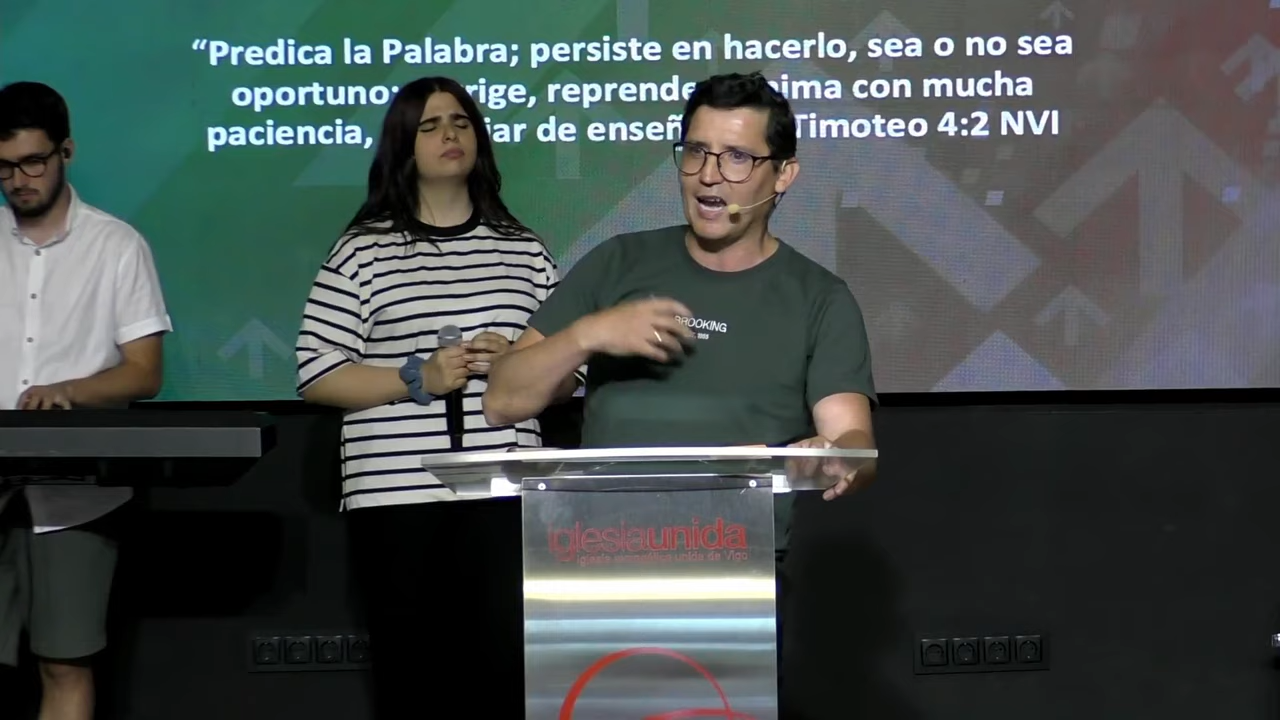 “Predica la Palabra; persiste en hacerlo, sea o no sea
oportuno; rige, reprende nima con mucha
paciencia, iar de enseñ Timoteo 4:2 NVI
BROOKING
iglesiaunida
iglesia evangélica unida de Vigo